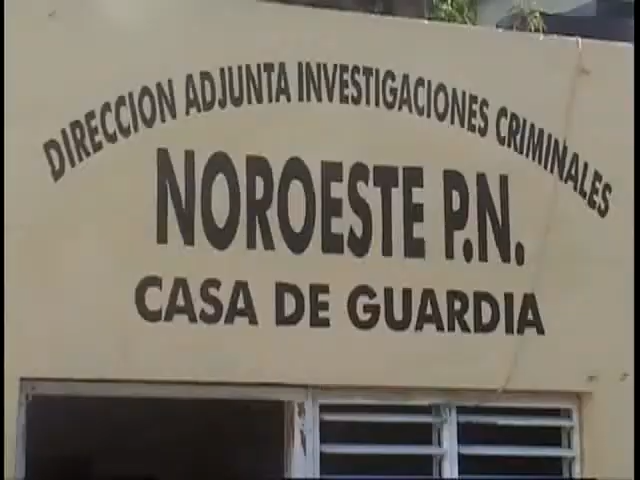 DIRECCION ADJUNTA INVESTIGACIONES CRIMINALES
NOROESTE P.N.
CASA DE GUARDIA